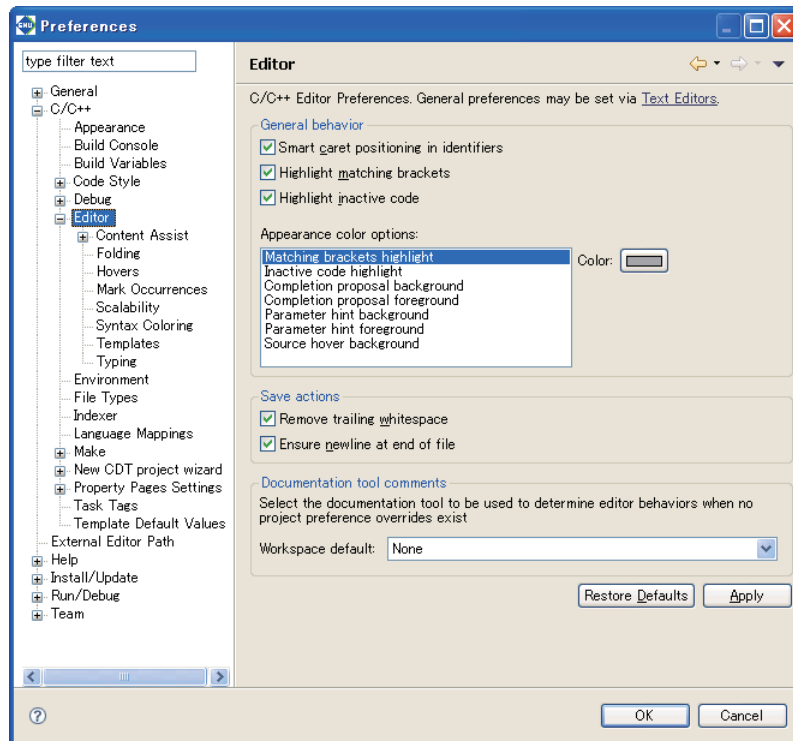 GNU Preferences
type filter text
General
C/C++
Appearance
Build Console
Build Variables
Code Style
Debug
Editor
Content Assist
Folding
Hovers
Mark Occurrences
Scalability
Syntax Coloring
Templates
Typing
Environment
File Types
Indexer
Language Mappings
Make
New CDT project wizard
Property Pages Settings
Task Tags
Template Default Values
External Editor Path
Help
Install/Update
Run/Debug
Team
Editor
C/C++ Editor Preferences. General preferences may be set via Text Editors.
General behavior
Smart caret positioning in identifiers
Highlight matching brackets
Highlight inactive code
Appearance color options:
Matching brackets highlight
Inactive code highlight
Completion proposal background
Completion proposal foreground
Parameter hint background
Parameter hint foreground
Source hover background
Color:
Save actions
Remove trailing whitespace
Ensure newline at end of file
Documentation tool comments
Select the documentation tool to be used to determine editor behaviors when no
project preference overrides exist
Workspace default: None
Restore Defaults Apply
? OK Cancel